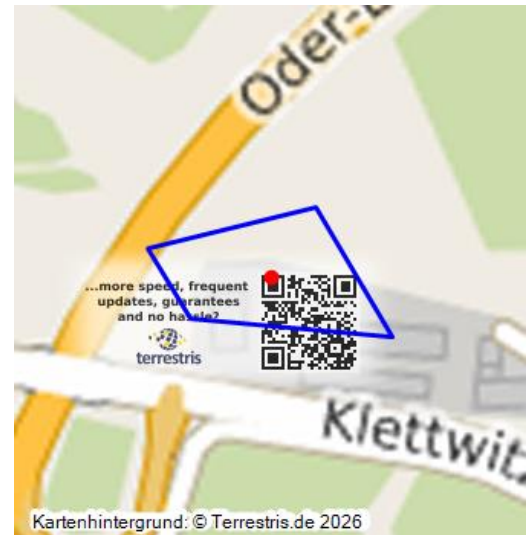 Oder-
...more speed, frequent
updates, guarantees
and no hassle?
terrestris
Klettwitz
Kartenhintergrund: © Terrestris.de 2026